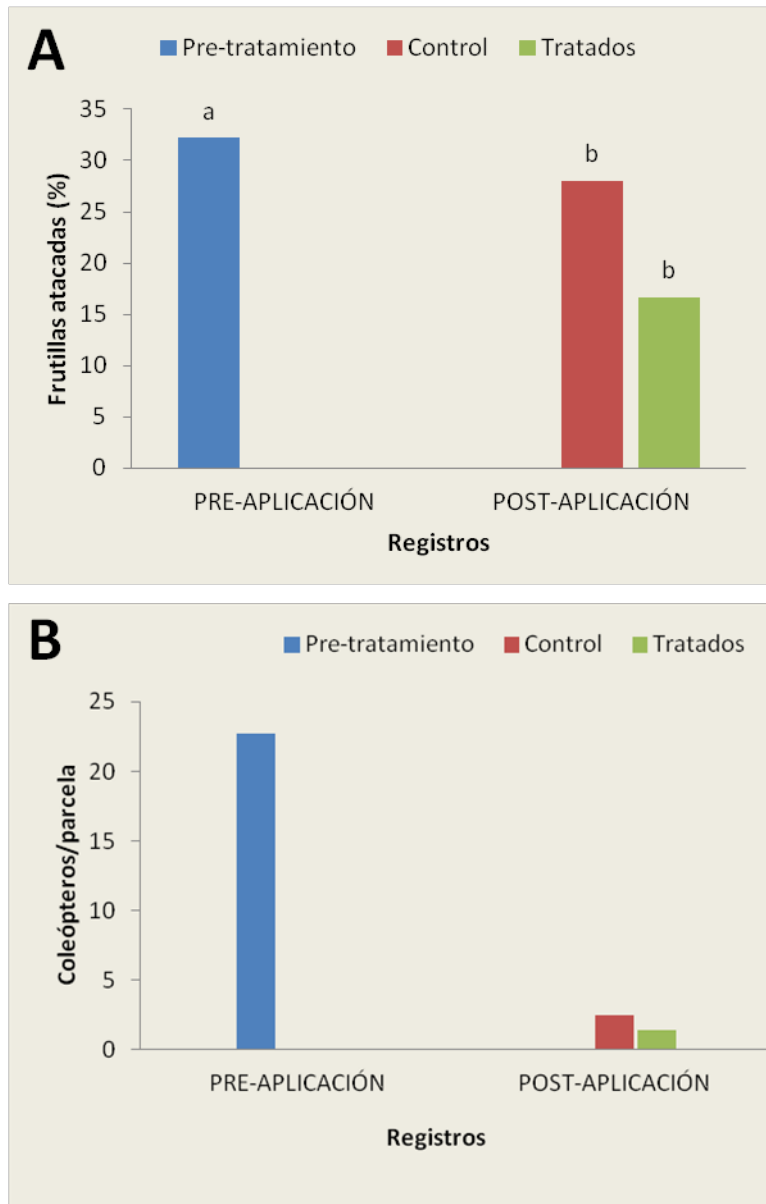 A
Pre-tratamiento Control Tratados
35
30
25
20
15
10
5
0
Frutillas atacadas (%)
a
b
b
PRE-APLICACIÓN POST-APLICACIÓN
Registros
B
Pre-tratamiento Control Tratados
25
20
15
10
5
0
Coleópteros/parcela
PRE-APLICACIÓN POST-APLICACIÓN
Registros